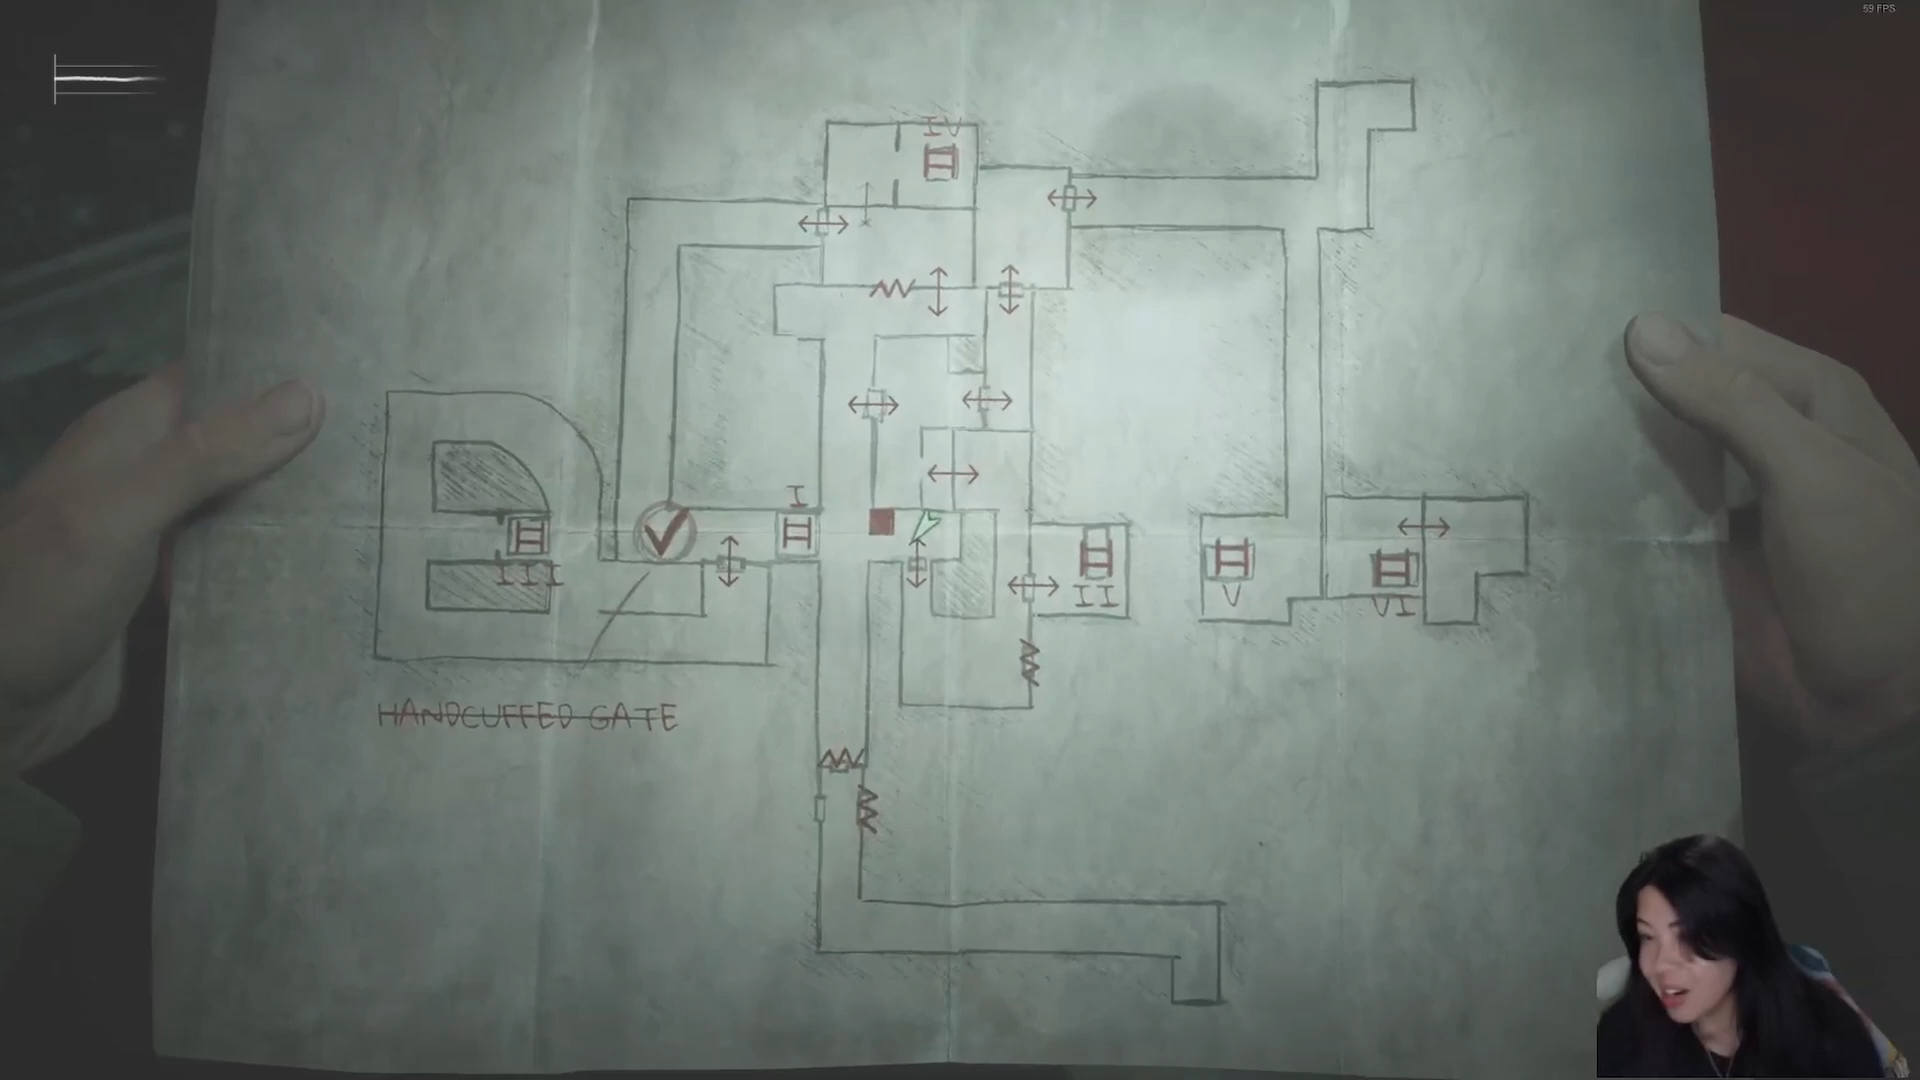 59 FPS
IV
I
III
II
V
VI
HANDCUFFED GATE